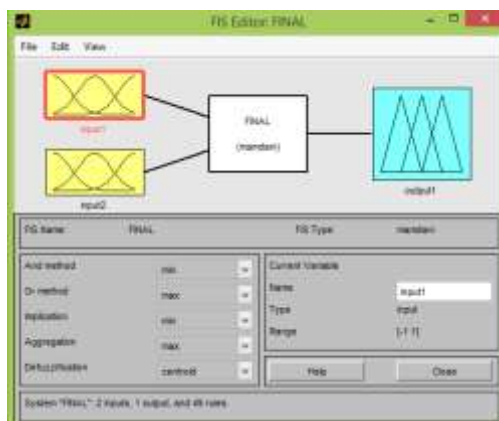 FIS Editor: FINAL
File Edit View
input1
FINAL
(mamdani)
input2
output1
FIS Name: FINAL FIS Type: mamdani
And method min
Or method max
Implication min
Aggregation max
Defuzzification centroid
Current Variable
Name input1
Type input
Range [-1 1]
Help Close
System "FINAL": 2 inputs, 1 output, and 49 rules